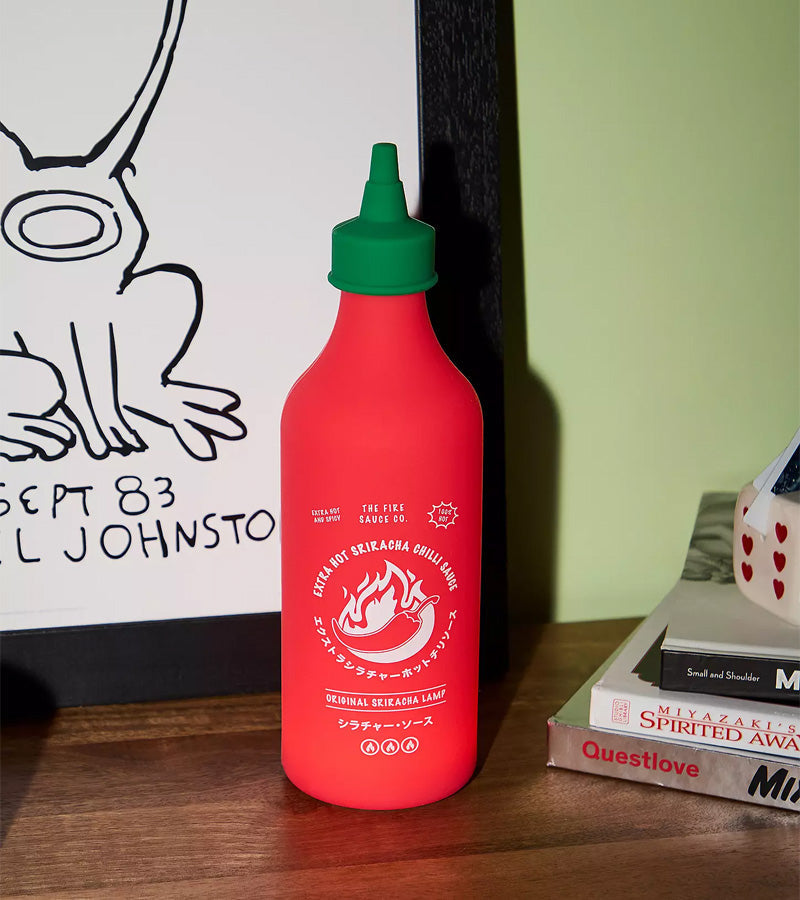 SEPT 83
EL JOHNSTO
EXTRA HOT
AND SPICY
THE FIRE
SAUCE CO.
100%
HOT
EXTRA HOT SRIRACHA CHILLI SAUCE
エクストラシラチャーホットチリソース
ORIGINAL SRIRACHA LAMP
シラチャー・ソース
Small and Shoulder M
MIYAZAKI'S
SPIRITED AWA
Questlove Mix